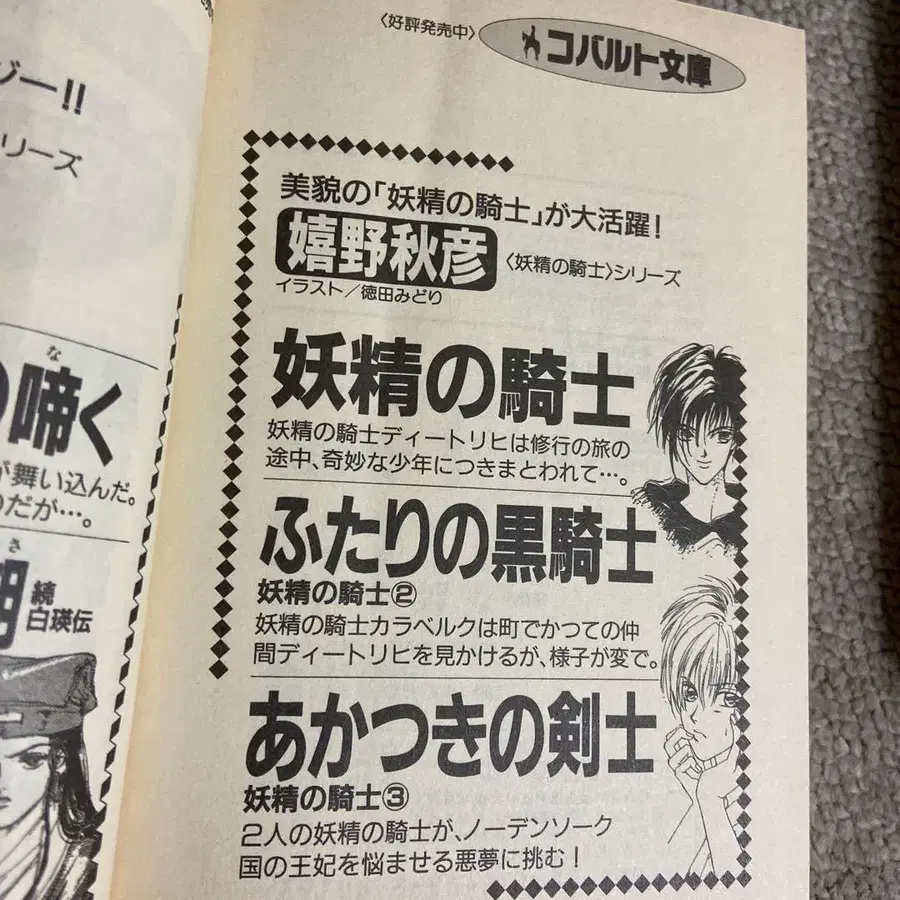 〈好評発売中〉
コバルト文庫
美貌の「妖精の騎士」が大活躍!
嬉野秋彦
〈妖精の騎士〉シリーズ
イラスト/徳田みどり
妖精の騎士
妖精の騎士ディートリヒは修行の旅の
途中、奇妙な少年につきまとわれて…。
ふたりの黒騎士
妖精の騎士②
妖精の騎士カラベルクは町でかつての仲
間ディートリヒを見かけるが、様子が変で。
あかつきの剣士
妖精の騎士③
2人の妖精の騎士が、ノーデンソーク
国の王妃を悩ませる悪夢に挑む!
ジー!!
リーズ
な
啼く
が舞い込んだ。
のだが…。
さ
続
白瑛伝